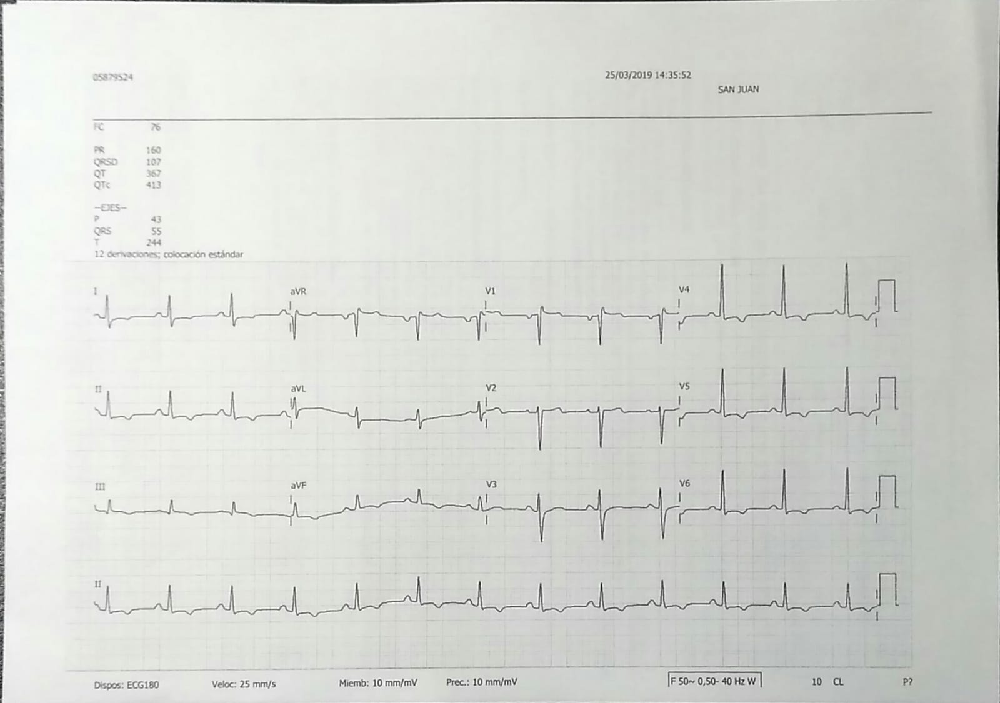 05879524
25/03/2019 14:35:52
SAN JUAN
FC 76
PR 160
QRSD 107
QT 367
QTc 413
--EJES--
P 43
QRS 55
T 244
12 derivaciones; colocación estándar
I aVR V1 V4
II aVL V2 V5
III aVF V3 V6
II
Dispos: ECG180 Veloc: 25 mm/s Miemb: 10 mm/mV Prec.: 10 mm/mV F 50~ 0,50- 40 Hz W 10 CL P?